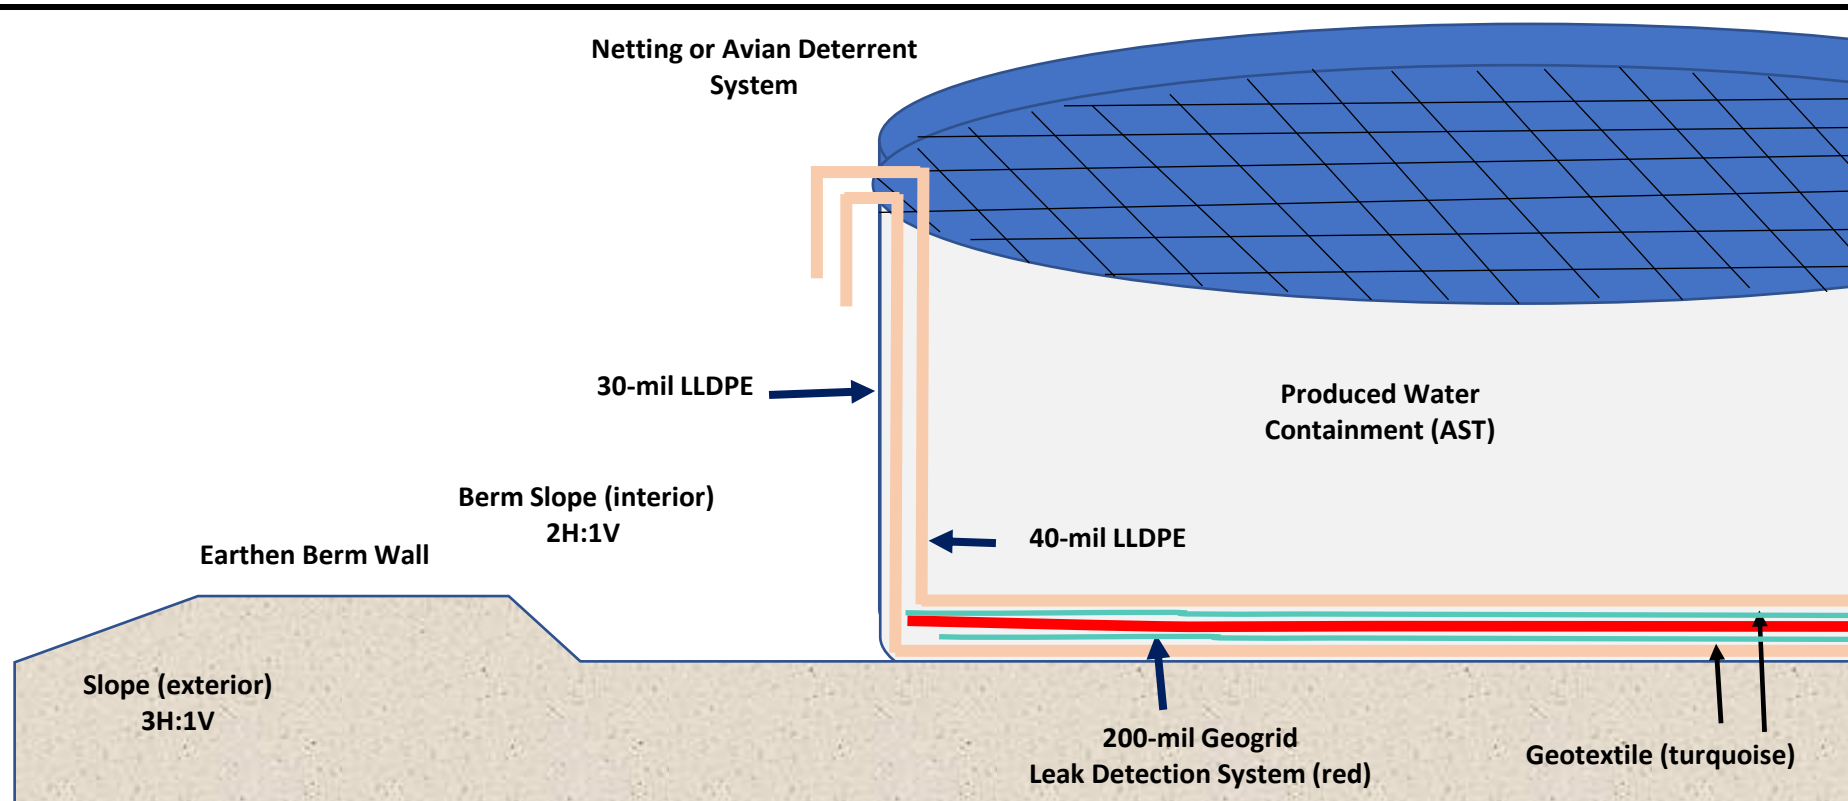 Netting or Avian Deterrent
System
30-mil LLDPE
Produced Water
Containment (AST)
Berm Slope (interior)
2H:1V
40-mil LLDPE
Earthen Berm Wall
Slope (exterior)
3H:1V
200-mil Geogrid
Leak Detection System (red)
Geotextile (turquoise)